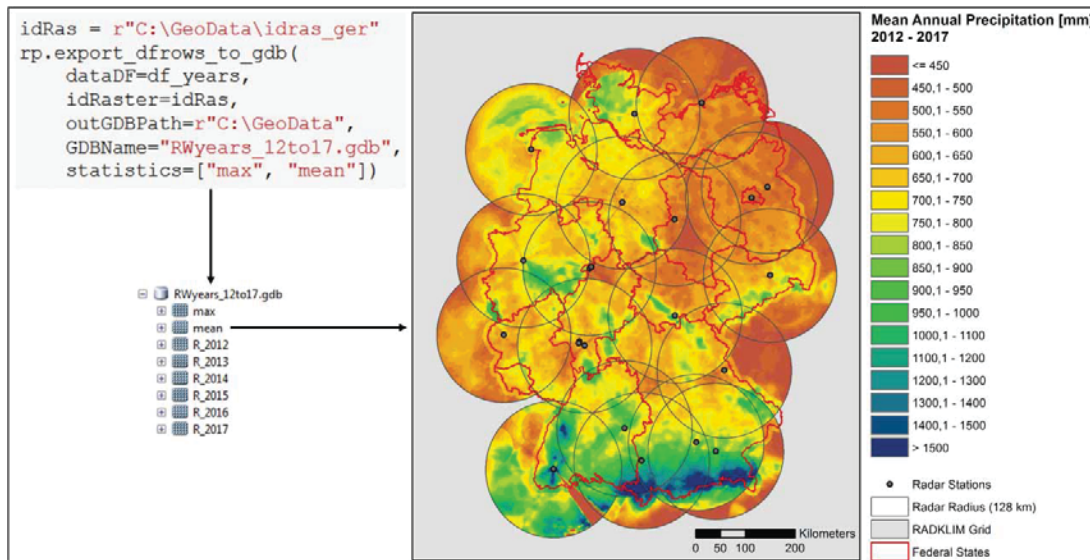 idRas = r"C:\GeoData\idras_ger"
rp.export_dfrows_to_gdb(
    dataDF=df_years,
    idRaster=idRas,
    outGDBPath=r"C:\GeoData",
    GDBName="RWyears_12to17.gdb",
    statistics=["max", "mean"])
RWyears_12to17.gdb
max
mean
R_2012
R_2013
R_2014
R_2015
R_2016
R_2017
Kilometers
0 50 100 200
Mean Annual Precipitation [mm]
2012 - 2017
<= 450
450,1 - 500
500,1 - 550
550,1 - 600
600,1 - 650
650,1 - 700
700,1 - 750
750,1 - 800
800,1 - 850
850,1 - 900
900,1 - 950
950,1 - 1000
1000,1 - 1100
1100,1 - 1200
1200,1 - 1300
1300,1 - 1400
1400,1 - 1500
> 1500
Radar Stations
Radar Radius (128 km)
RADKLIM Grid
Federal States